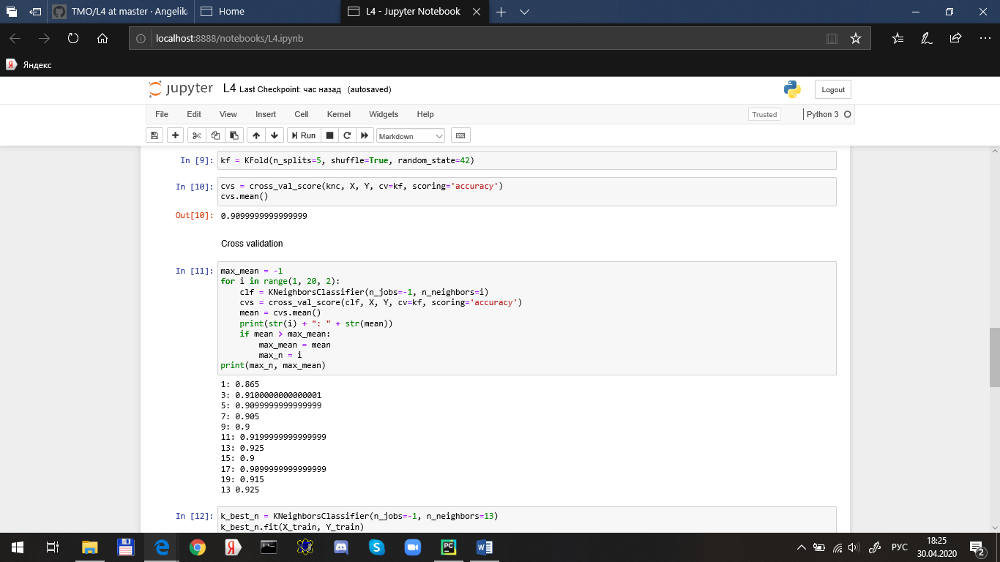 TMO/L4 at master · Angelika
Home
L4 - Jupyter Notebook
localhost:8888/notebooks/L4.ipynb
Яндекс
jupyter L4 Last Checkpoint: час назад (autosaved)
Logout
File Edit View Insert Cell Kernel Widgets Help
Trusted
Python 3
Run
Markdown
In [9]: kf = KFold(n_splits=5, shuffle=True, random_state=42)
In [10]: cvs = cross_val_score(knc, X, Y, cv=kf, scoring='accuracy')
cvs.mean()
Out[10]: 0.9099999999999999
Cross validation
In [11]: max_mean = -1
for i in range(1, 20, 2):
    clf = KNeighborsClassifier(n_jobs=-1, n_neighbors=i)
    cvs = cross_val_score(clf, X, Y, cv=kf, scoring='accuracy')
    mean = cvs.mean()
    print(str(i) + ": " + str(mean))
    if mean > max_mean:
        max_mean = mean
        max_n = i
print(max_n, max_mean)
1: 0.865
3: 0.9100000000000001
5: 0.9099999999999999
7: 0.905
9: 0.9
11: 0.9199999999999999
13: 0.925
15: 0.9
17: 0.9099999999999999
19: 0.915
13 0.925
In [12]: k_best_n = KNeighborsClassifier(n_jobs=-1, n_neighbors=13)
k_best_n.fit(X_train, Y_train)
РУС
18:25
30.04.2020
2